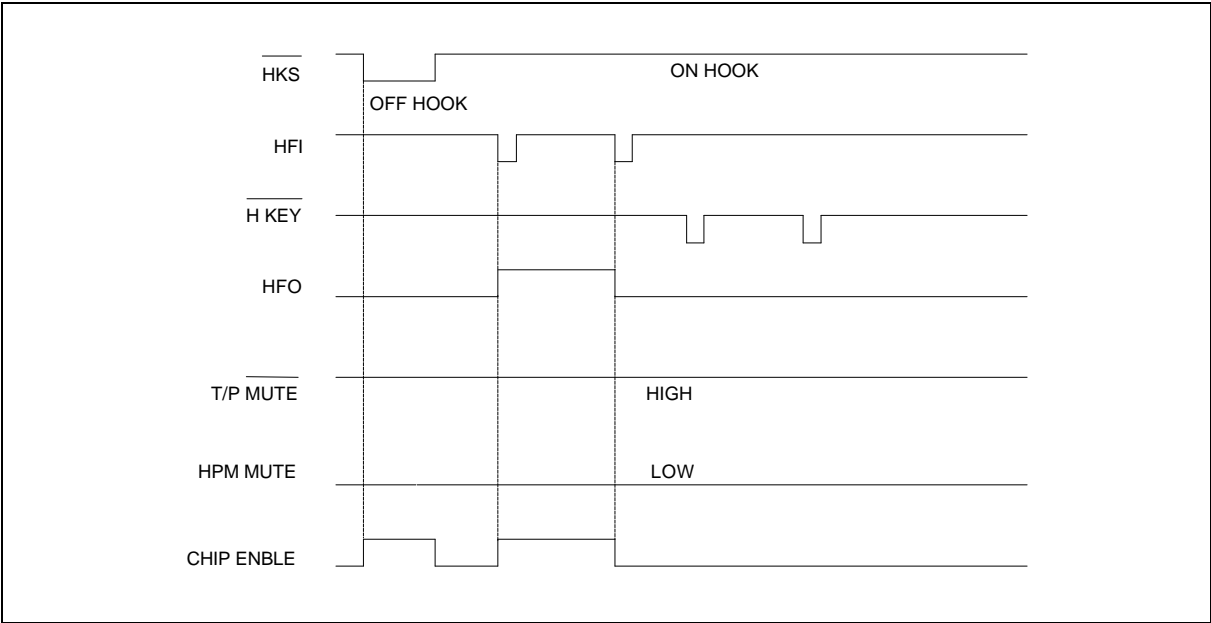 HKS
ON HOOK
OFF HOOK
HFI
H KEY
HFO
T/P MUTE
HIGH
HPM MUTE
LOW
CHIP ENBLE